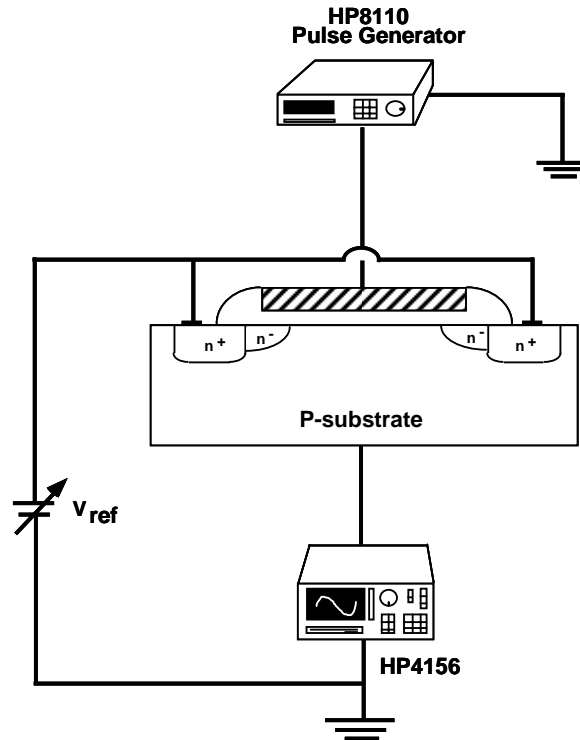 HP8110
Pulse Generator
n+
n-
n-
n+
P-substrate
Vref
HP4156